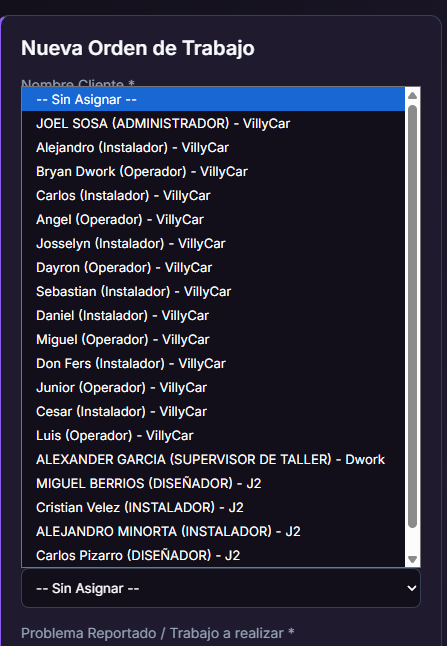 Nueva Orden de Trabajo
Nombre Cliente *
-- Sin Asignar --
JOEL SOSA (ADMINISTRADOR) - VillyCar
Alejandro (Instalador) - VillyCar
Bryan Dwork (Operador) - VillyCar
Carlos (Instalador) - VillyCar
Angel (Operador) - VillyCar
Josselyn (Instalador) - VillyCar
Dayron (Operador) - VillyCar
Sebastian (Instalador) - VillyCar
Daniel (Instalador) - VillyCar
Miguel (Operador) - VillyCar
Don Fers (Instalador) - VillyCar
Junior (Operador) - VillyCar
Cesar (Instalador) - VillyCar
Luis (Operador) - VillyCar
ALEXANDER GARCIA (SUPERVISOR DE TALLER) - Dwork
MIGUEL BERRIOS (DISEÑADOR) - J2
Cristian Velez (INSTALADOR) - J2
ALEJANDRO MINORTA (INSTALADOR) - J2
Carlos Pizarro (DISEÑADOR) - J2
-- Sin Asignar --
Problema Reportado / Trabajo a realizar *